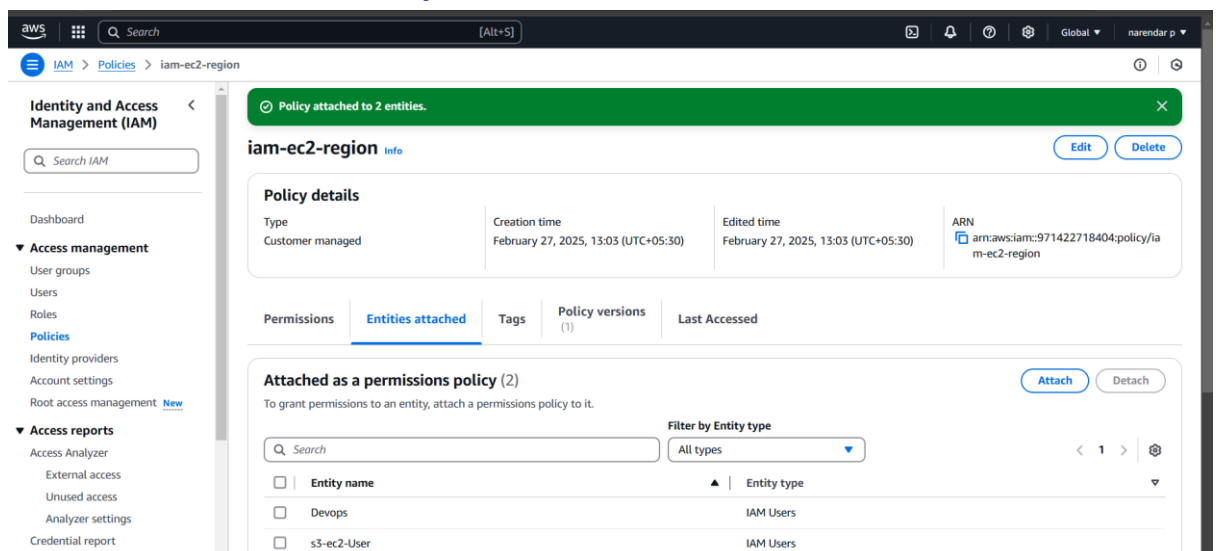 aws
Search
[Alt+S]
Global
narendar p
IAM > Policies > iam-ec2-region
Identity and Access
Management (IAM)
Search IAM
Dashboard
Access management
User groups
Users
Roles
Policies
Identity providers
Account settings
Root access management New
Access reports
Access Analyzer
External access
Unused access
Analyzer settings
Credential report
Policy attached to 2 entities.
iam-ec2-region Info
Edit
Delete
Policy details
Type
Customer managed
Creation time
February 27, 2025, 13:03 (UTC+05:30)
Edited time
February 27, 2025, 13:03 (UTC+05:30)
ARN
arn:aws:iam::971422718404:policy/ia
m-ec2-region
Permissions
Entities attached
Tags
Policy versions
(1)
Last Accessed
Attached as a permissions policy (2)
Attach
Detach
To grant permissions to an entity, attach a permissions policy to it.
Filter by Entity type
Search
All types
1
Entity name
Entity type
Devops
IAM Users
s3-ec2-User
IAM Users